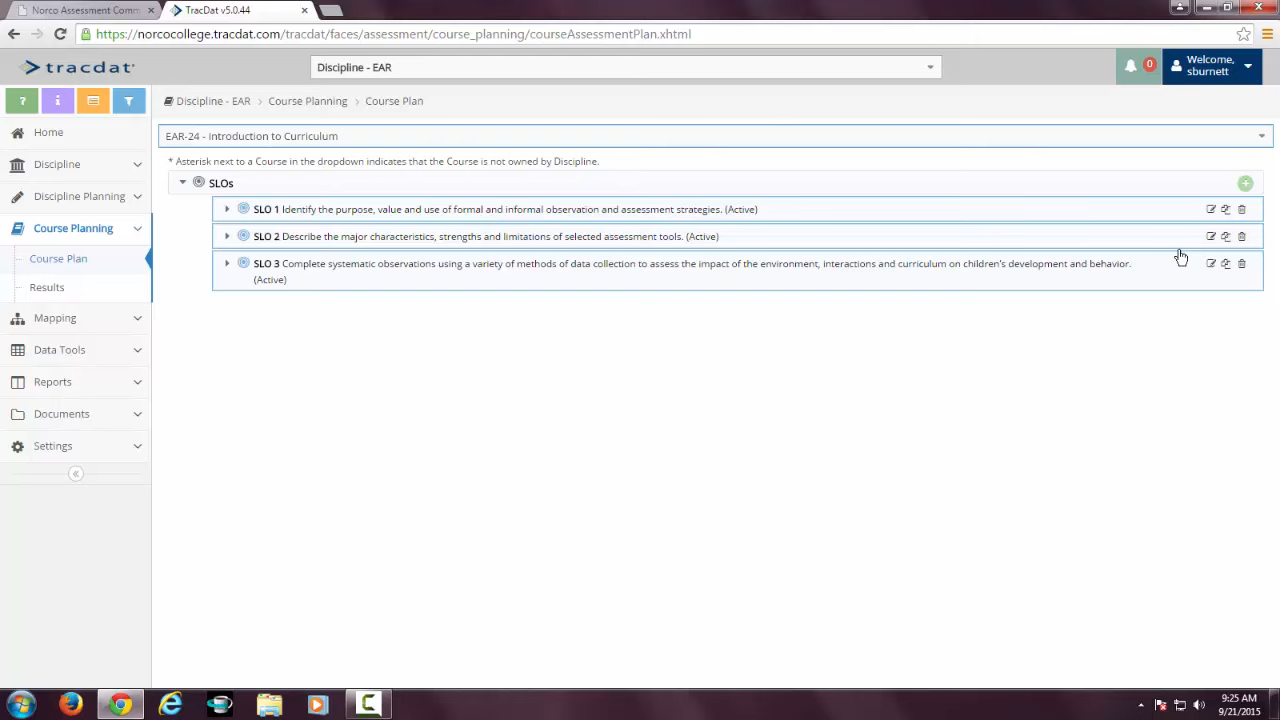 Norco Assessment Comm
TracDat v5.0.44
https://norcocollege.tracdat.com/tracdat/faces/assessment/course_planning/courseAssessmentPlan.xhtml
tracdat
Discipline - EAR
0
Welcome,
sburnett
? i
Discipline - EAR > Course Planning > Course Plan
Home
EAR-24 - Introduction to Curriculum
* Asterisk next to a Course in the dropdown indicates that the Course is not owned by Discipline.
Discipline
SLOs
Discipline Planning
SLO 1 Identify the purpose, value and use of formal and informal observation and assessment strategies. (Active)
Course Planning
SLO 2 Describe the major characteristics, strengths and limitations of selected assessment tools. (Active)
Course Plan
SLO 3 Complete systematic observations using a variety of methods of data collection to assess the impact of the environment, interactions and curriculum on children's development and behavior.
(Active)
Results
Mapping
Data Tools
Reports
Documents
Settings
9:25 AM
9/21/2015